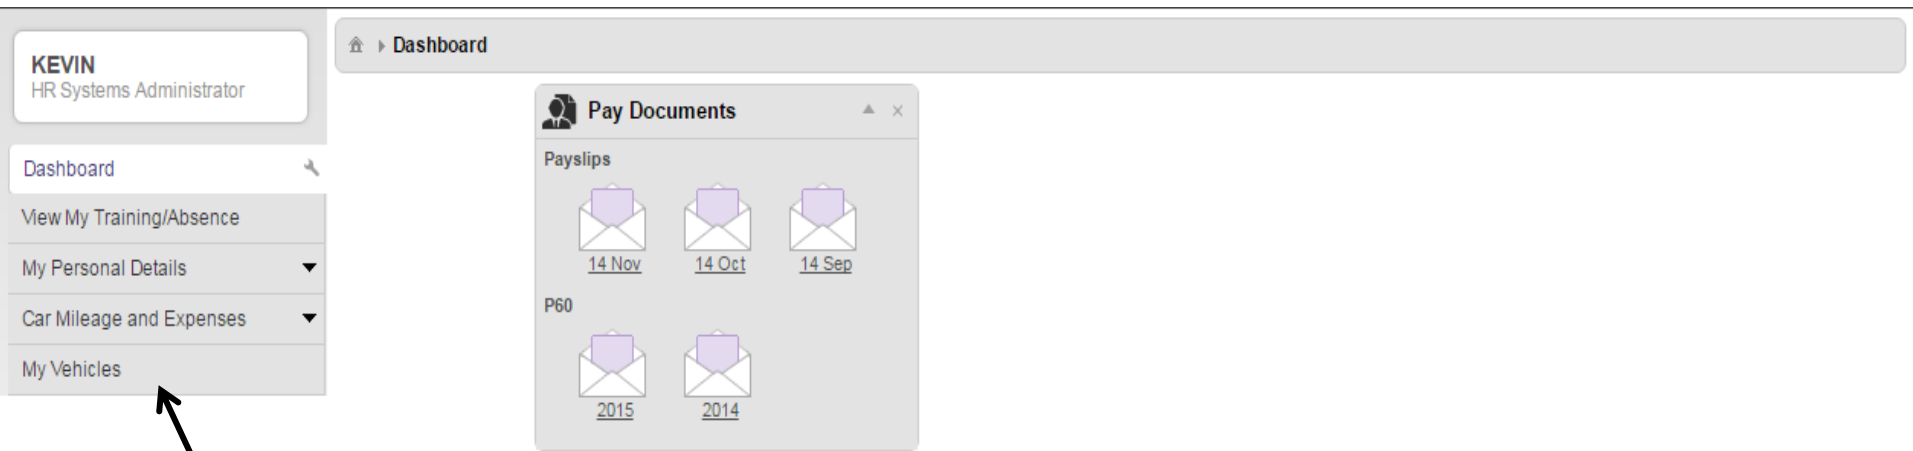 KEVIN
HR Systems Administrator
Dashboard
View My Training/Absence
My Personal Details
Car Mileage and Expenses
My Vehicles
Dashboard
Pay Documents
Payslips
14 Nov 14 Oct 14 Sep
P60
2015 2014